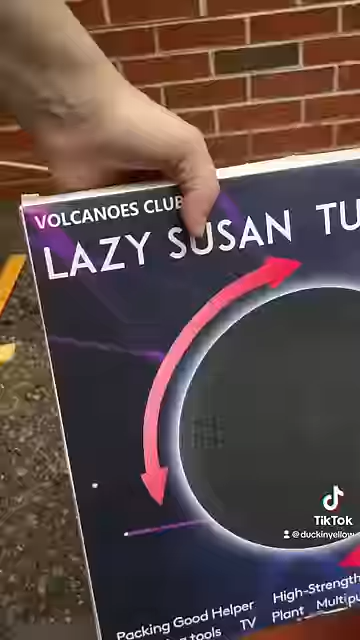 VOLCANOES CLUB
LAZY SUSAN TU
TikTok
@duckinyellow
Packing Good Helper High-Strength
tools TV Plant Multipu